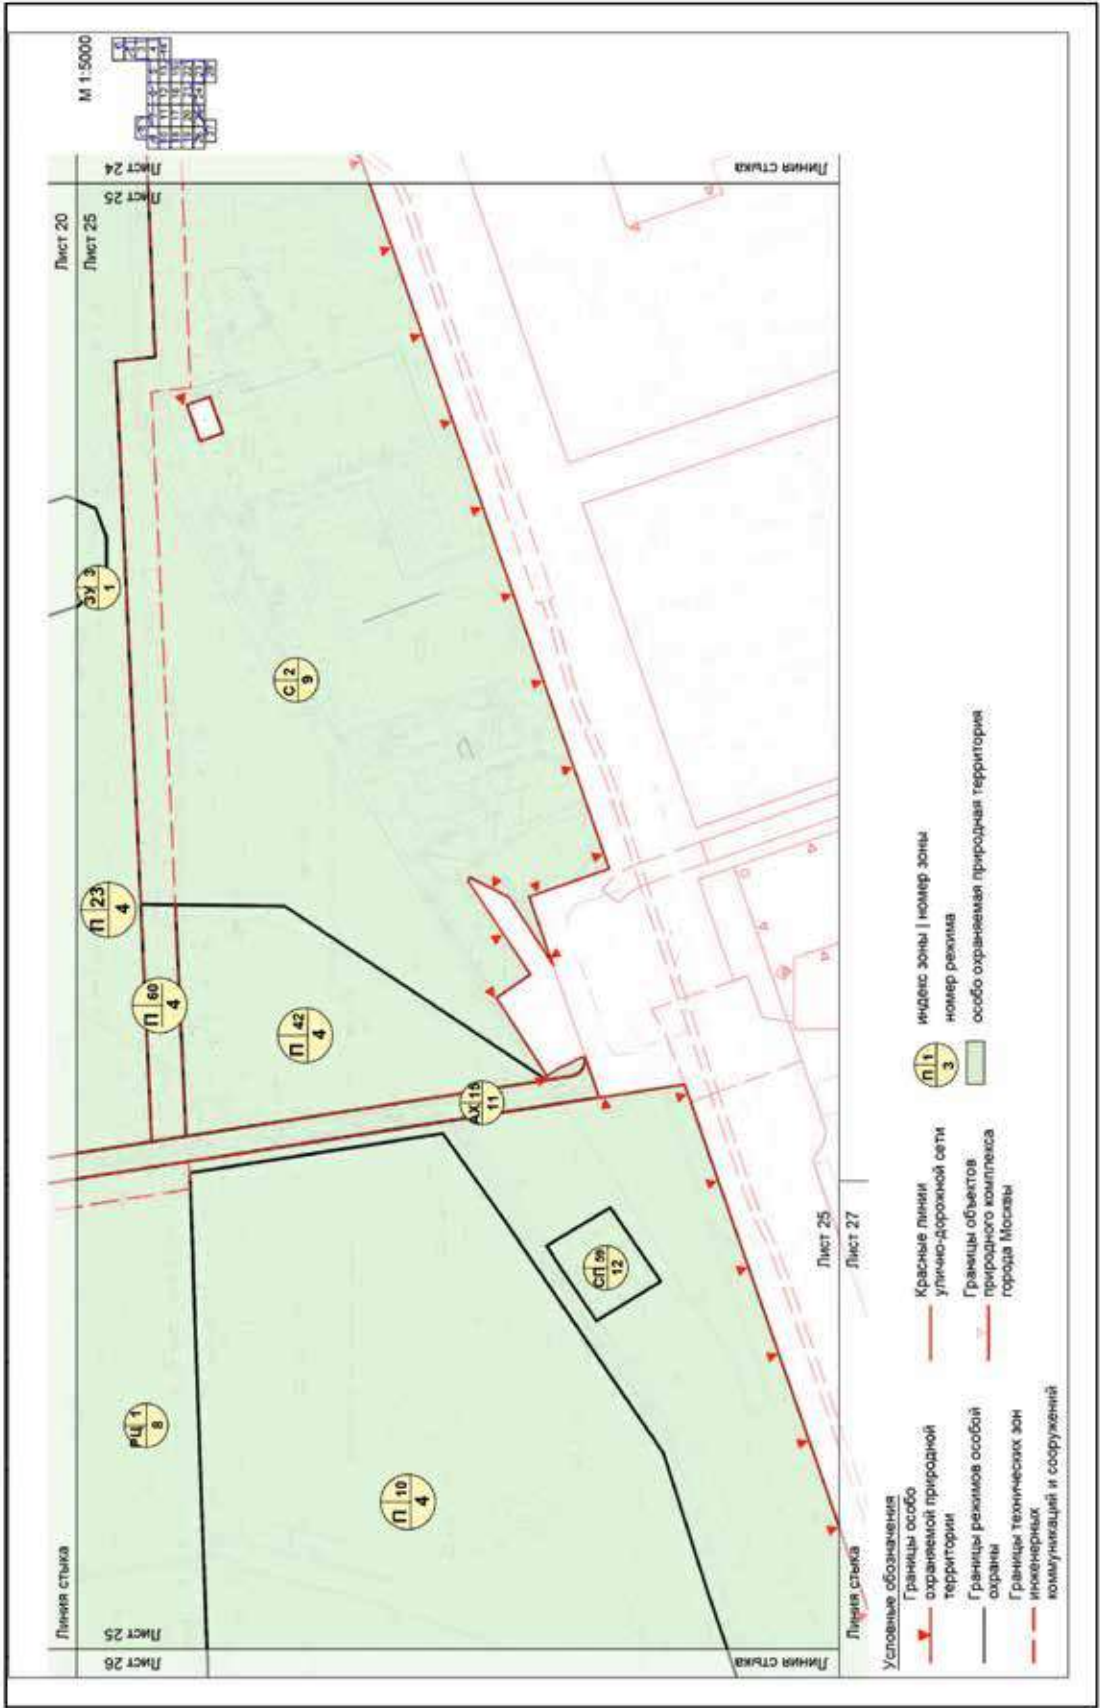 М 1:5000
Линия стыка
Лист 20
Лист 25
Лист 26
Лист 25
Лист 25
Лист 24
РЦ 1
8
П 23
4
ЗУ 3
1
П 60
4
П 42
4
С 2
9
П 10
4
АХ 15
11
СП 59
12
Линия стыка
Линия стыка
Линия стыка
Лист 25
Лист 27
Условные обозначения
Границы особо
охраняемой природной
территории
Границы режимов особой
охраны
Границы технических зон
инженерных
коммуникаций и сооружений
Красные линии
улично-дорожной сети
Границы объектов
природного комплекса
города Москвы
П 1
3
индекс зоны | номер зоны
номер режима
особо охраняемая природная территория